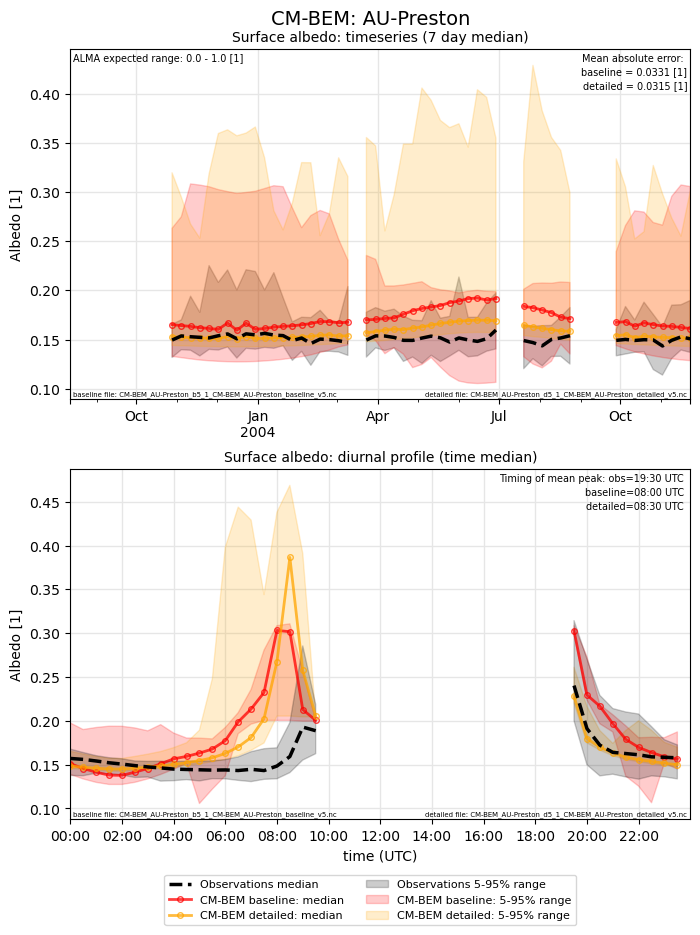 CM-BEM: AU-Preston
Surface albedo: timeseries (7 day median)
ALMA expected range: 0.0 - 1.0 [1]
Mean absolute error:
baseline = 0.0331 [1]
detailed = 0.0315 [1]
0.40
0.35
0.30
0.25
0.20
0.15
0.10
Albedo [1]
baseline file: CM-BEM_AU-Preston_b5_1_CM-BEM_AU-Preston_baseline_v5.nc
detailed file: CM-BEM_AU-Preston_d5_1_CM-BEM_AU-Preston_detailed_v5.nc
Oct Jan Apr Jul Oct
2004
Surface albedo: diurnal profile (time median)
Timing of mean peak: obs=19:30 UTC
baseline=08:00 UTC
detailed=08:30 UTC
0.45
0.40
0.35
0.30
0.25
0.20
0.15
0.10
Albedo [1]
baseline file: CM-BEM_AU-Preston_b5_1_CM-BEM_AU-Preston_baseline_v5.nc
detailed file: CM-BEM_AU-Preston_d5_1_CM-BEM_AU-Preston_detailed_v5.nc
00:00 02:00 04:00 06:00 08:00 10:00 12:00 14:00 16:00 18:00 20:00 22:00
time (UTC)
Observations median
CM-BEM baseline: median
CM-BEM detailed: median
Observations 5-95% range
CM-BEM baseline: 5-95% range
CM-BEM detailed: 5-95% range